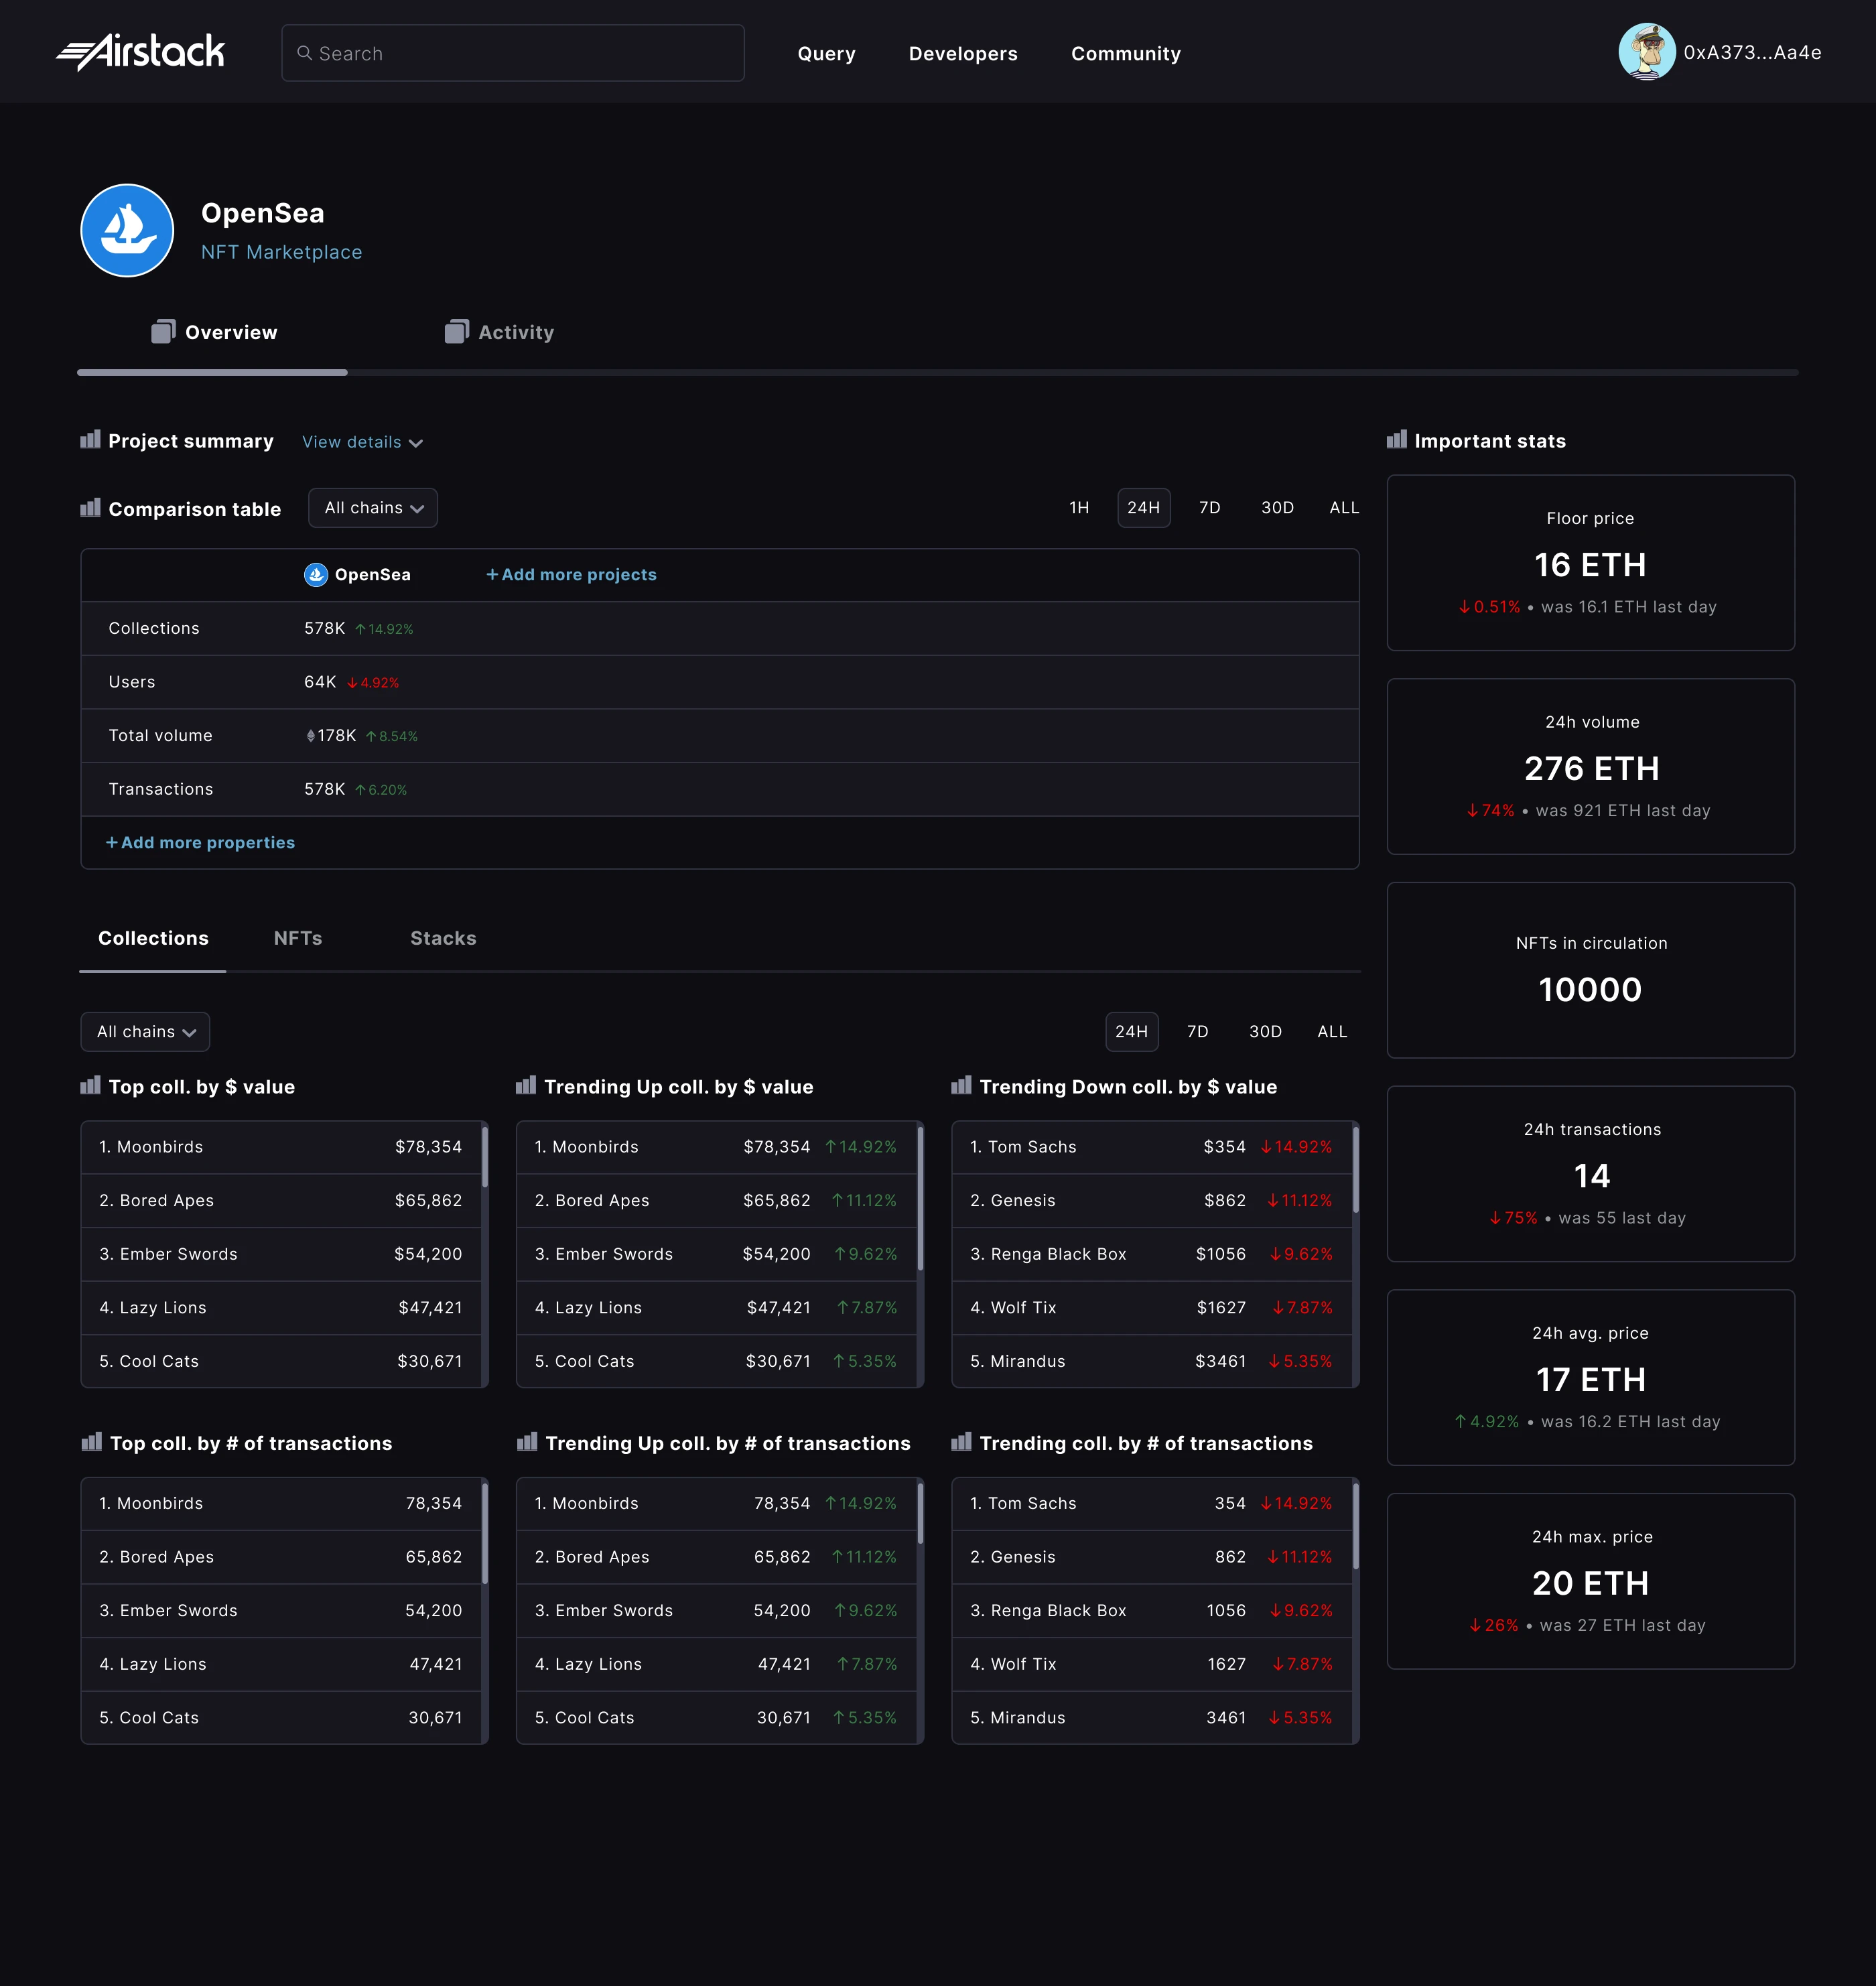 Airstack
Search
Query
Developers
Community
0xA373...Aa4e
OpenSea
NFT Marketplace
Overview
Activity
Project summary
View details
Comparison table
All chains
1H 24H 7D 30D ALL
OpenSea
+ Add more projects
Collections 578K ↑14.92%
Users 64K ↓4.92%
Total volume 178K ↑8.54%
Transactions 578K ↑6.20%
+ Add more properties
Collections
NFTs
Stacks
All chains
24H 7D 30D ALL
Top coll. by $ value
1. Moonbirds $78,354
2. Bored Apes $65,862
3. Ember Swords $54,200
4. Lazy Lions $47,421
5. Cool Cats $30,671
Trending Up coll. by $ value
1. Moonbirds $78,354 ↑14.92%
2. Bored Apes $65,862 ↑11.12%
3. Ember Swords $54,200 ↑9.62%
4. Lazy Lions $47,421 ↑7.87%
5. Cool Cats $30,671 ↑5.35%
Trending Down coll. by $ value
1. Tom Sachs $354 ↓14.92%
2. Genesis $862 ↓11.12%
3. Renga Black Box $1056 ↓9.62%
4. Wolf Tix $1627 ↓7.87%
5. Mirandus $3461 ↓5.35%
Top coll. by # of transactions
1. Moonbirds 78,354
2. Bored Apes 65,862
3. Ember Swords 54,200
4. Lazy Lions 47,421
5. Cool Cats 30,671
Trending Up coll. by # of transactions
1. Moonbirds 78,354 ↑14.92%
2. Bored Apes 65,862 ↑11.12%
3. Ember Swords 54,200 ↑9.62%
4. Lazy Lions 47,421 ↑7.87%
5. Cool Cats 30,671 ↑5.35%
Trending coll. by # of transactions
1. Tom Sachs 354 ↓14.92%
2. Genesis 862 ↓11.12%
3. Renga Black Box 1056 ↓9.62%
4. Wolf Tix 1627 ↓7.87%
5. Mirandus 3461 ↓5.35%
Important stats
Floor price
16 ETH
↓0.51% • was 16.1 ETH last day
24h volume
276 ETH
↓74% • was 921 ETH last day
NFTs in circulation
10000
24h transactions
14
↓75% • was 55 last day
24h avg. price
17 ETH
↑4.92% • was 16.2 ETH last day
24h max. price
20 ETH
↓26% • was 27 ETH last day